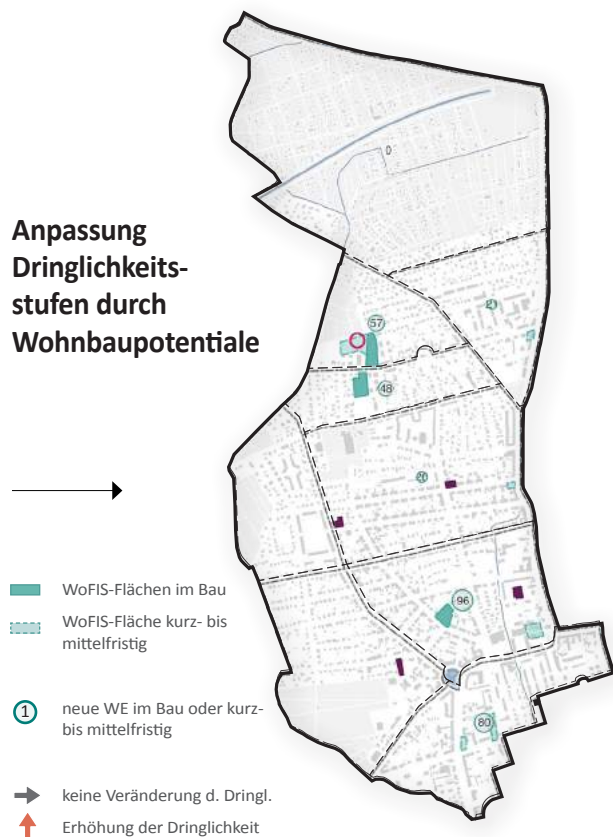 Anpassung
Dringlichkeits-
stufen durch
Wohnbaupotentiale
57
48
96
80
WoFIS-Flächen im Bau
WoFIS-Fläche kurz- bis
mittelfristig
1
neue WE im Bau oder kurz-
bis mittelfristig
keine Veränderung d. Dringl.
Erhöhung der Dringlichkeit